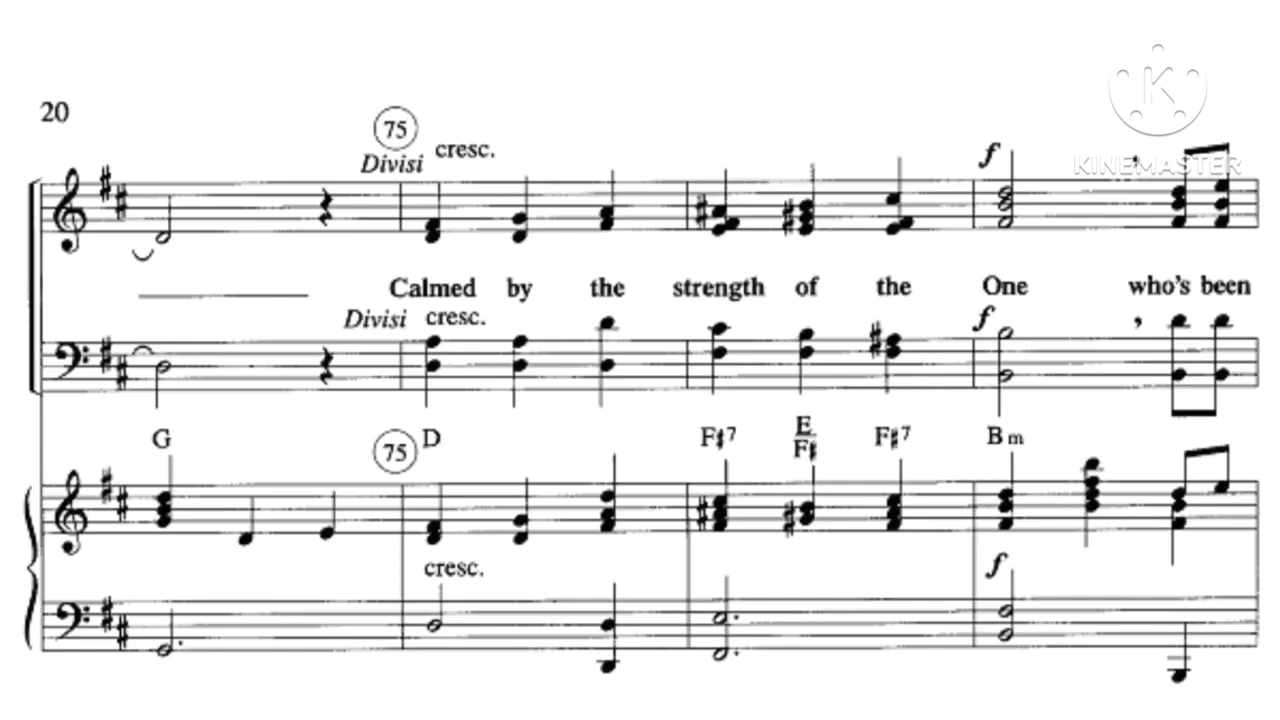 20
75
Divisi cresc.
f
K
KINEMASTER
Calmed by the strength of the One who's been
Divisi cresc.
f
G 75 D F♯7 E/F♯ F♯7 Bm
cresc.
f